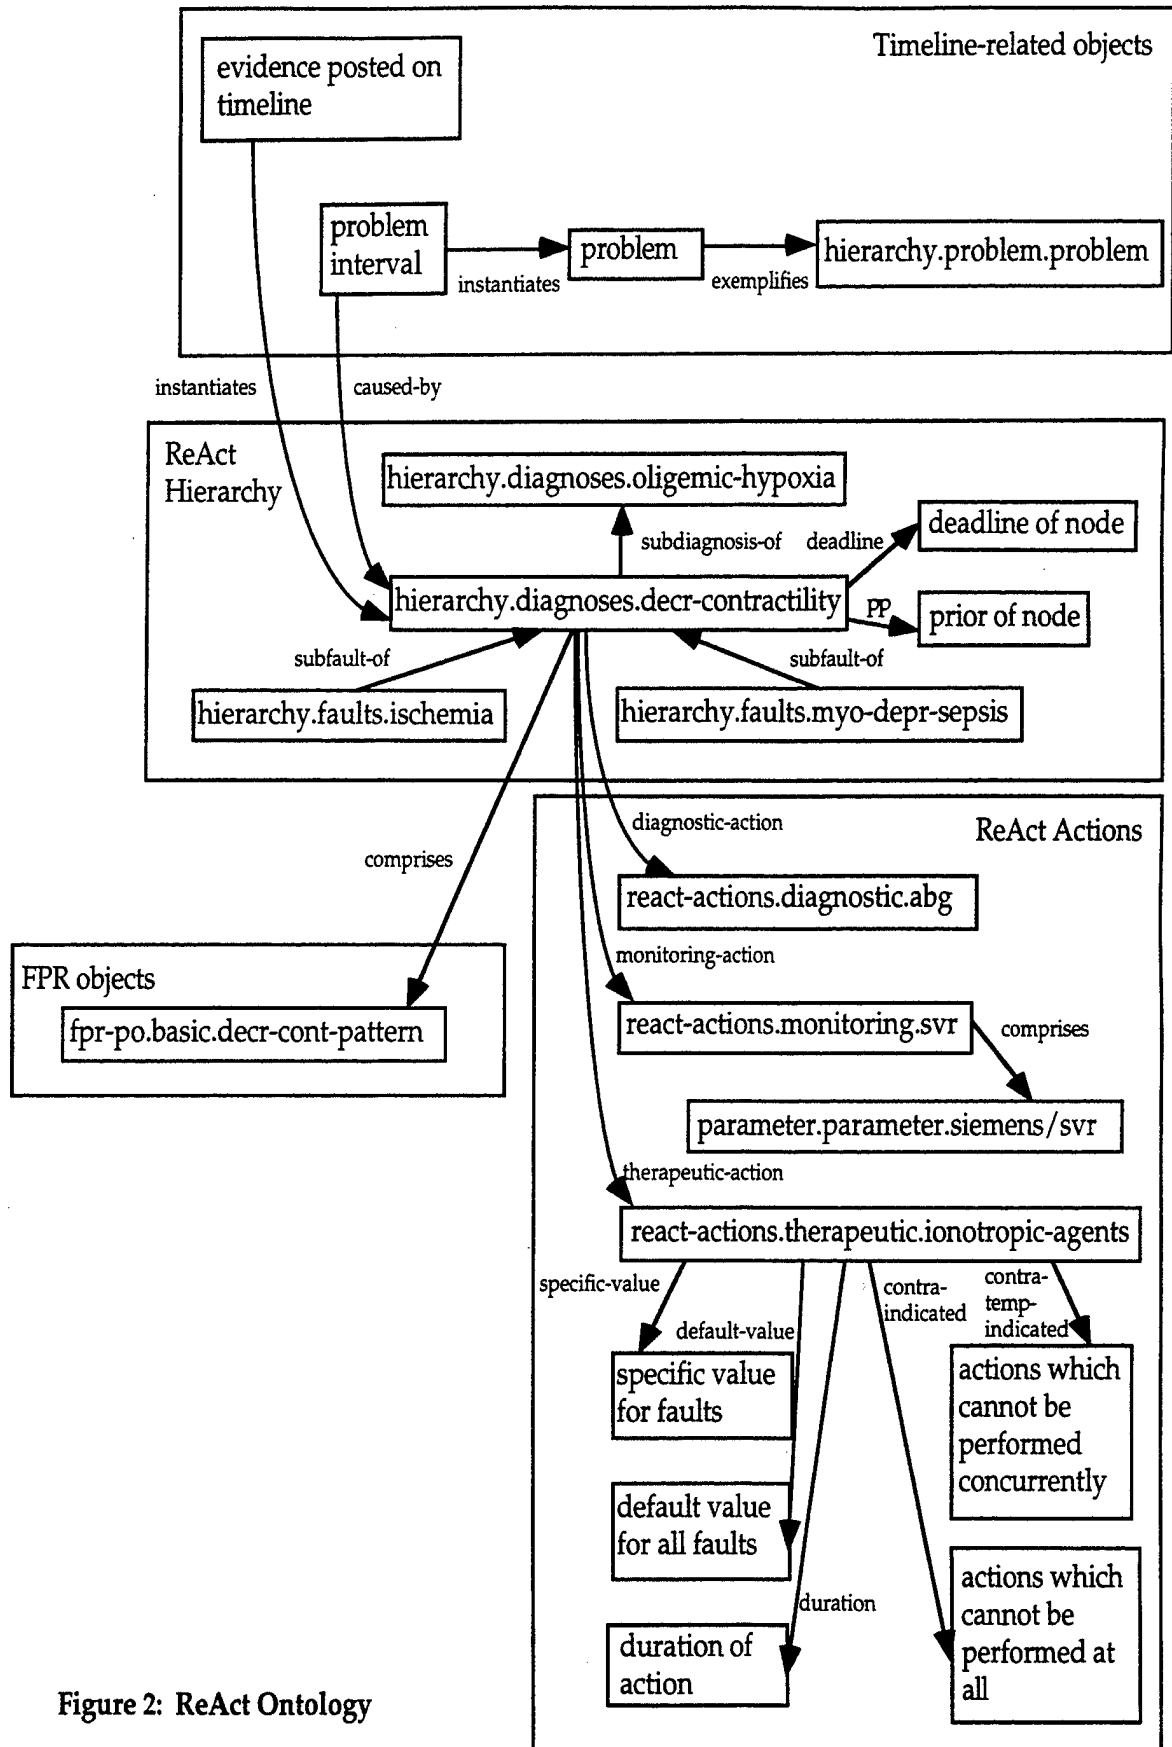 Timeline-related objects
evidence posted on
timeline
problem
interval
instantiates
problem
exemplifies
hierarchy.problem.problem
instantiates
caused-by
ReAct
Hierarchy
hierarchy.diagnoses.oligemic-hypoxia
subdiagnosis-of
deadline
deadline of node
hierarchy.diagnoses.decr-contractility
pp
prior of node
subfault-of
subfault-of
hierarchy.faults.ischemia
hierarchy.faults.myo-depr-sepsis
ReAct Actions
diagnostic-action
comprises
react-actions.diagnostic.abg
monitoring-action
FPR objects
fpr-po.basic.decr-cont-pattern
react-actions.monitoring.svr
comprises
parameter.parameter.siemens/svr
therapeutic-action
react-actions.therapeutic.ionotropic-agents
specific-value
default-value
contra-
indicated
contra-
temp-
indicated
specific value
for faults
actions which
cannot be
performed
concurrently
default value
for all faults
duration
duration of
action
actions which
cannot be
performed at
all
Figure 2: ReAct Ontology